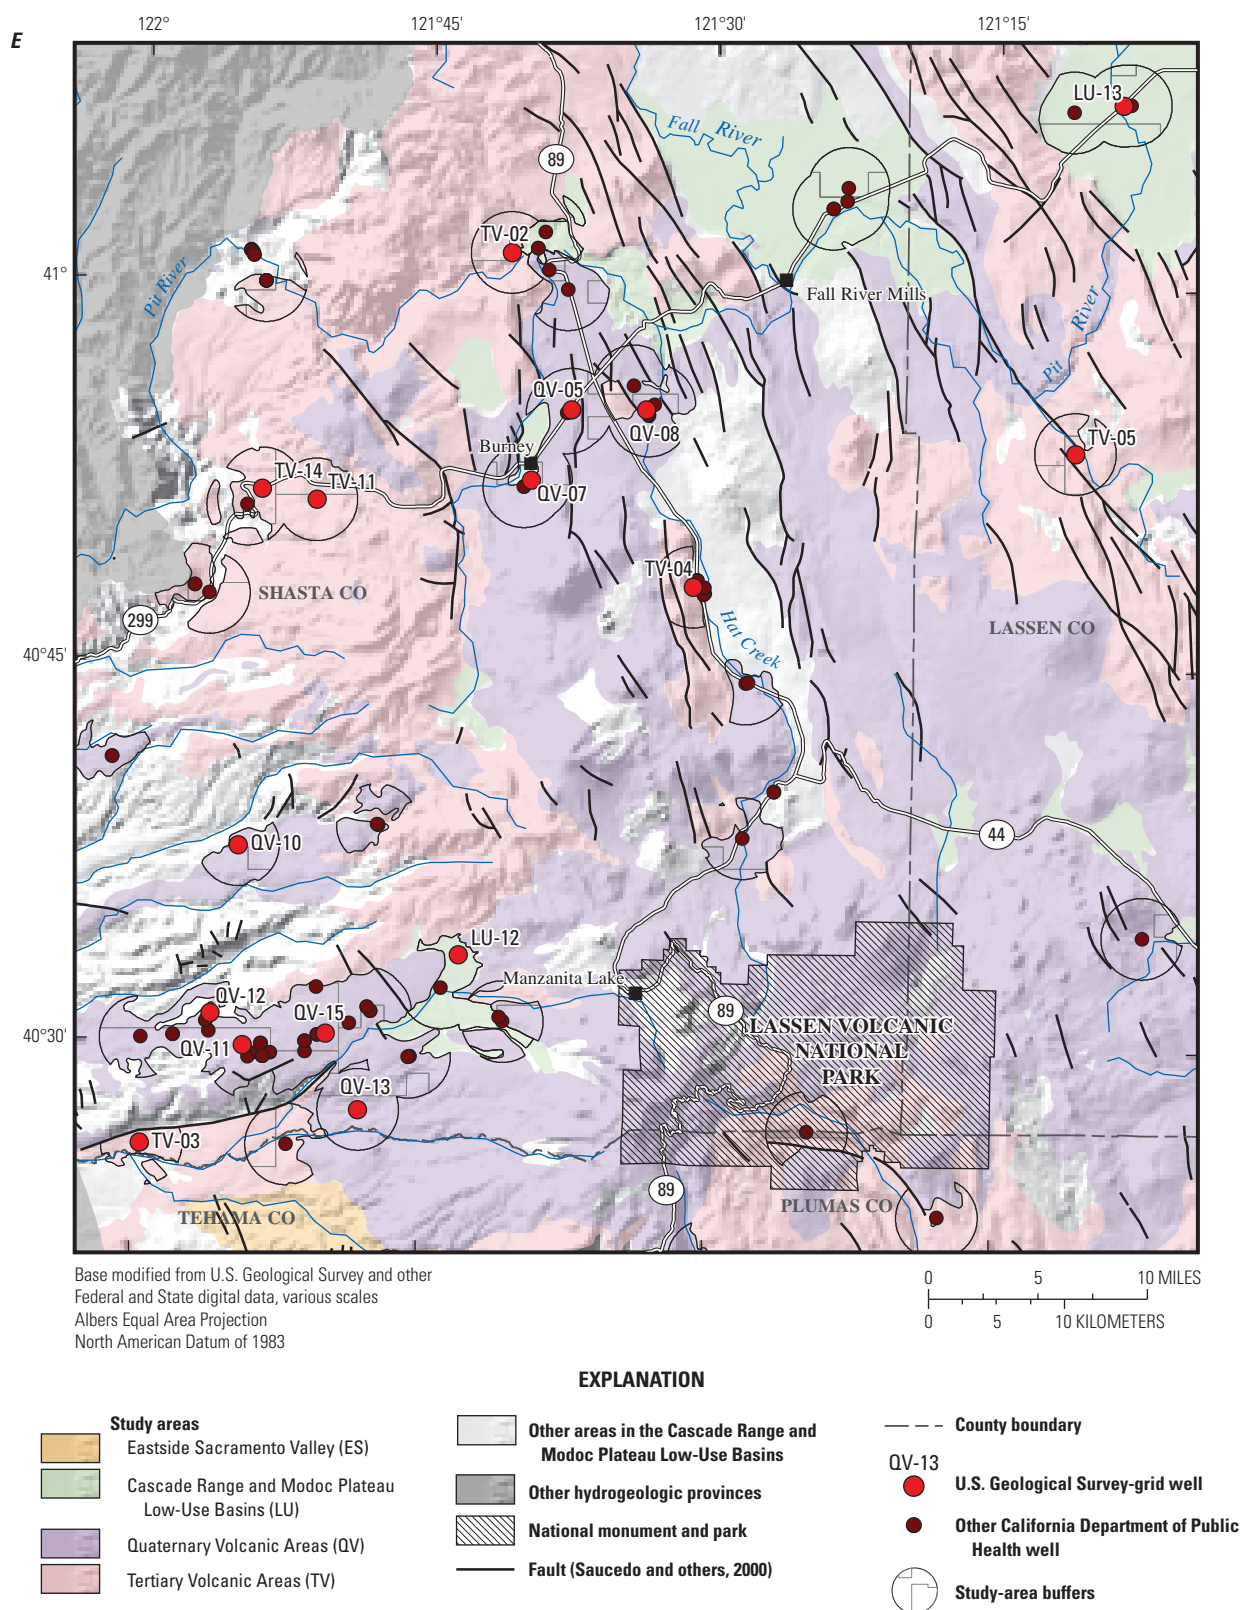 E
122°
121°45'
121°30'
121°15'
LU-13
Fall River
89
TV-02
41°
Pit River
Fall River Mills
Pit River
QV-05
QV-08
Burney
TV-05
TV-14
TV-11
QV-07
TV-04
SHASTA CO
299
Hat Creek
LASSEN CO
40°45'
QV-10
44
LU-12
Manzanita Lake
QV-12
QV-15
89
LASSEN VOLCANIC
NATIONAL
PARK
40°30'
QV-11
QV-13
TV-03
89
TEHAMA CO
PLUMAS CO
Base modified from U.S. Geological Survey and other
Federal and State digital data, various scales
Albers Equal Area Projection
North American Datum of 1983
0 5 10 MILES
0 5 10 KILOMETERS
EXPLANATION
Study areas
Eastside Sacramento Valley (ES)
Cascade Range and Modoc Plateau
Low-Use Basins (LU)
Quaternary Volcanic Areas (QV)
Tertiary Volcanic Areas (TV)
Other areas in the Cascade Range and
Modoc Plateau Low-Use Basins
Other hydrogeologic provinces
National monument and park
Fault (Saucedo and others, 2000)
County boundary
QV-13
U.S. Geological Survey-grid well
Other California Department of Public
Health well
Study-area buffers